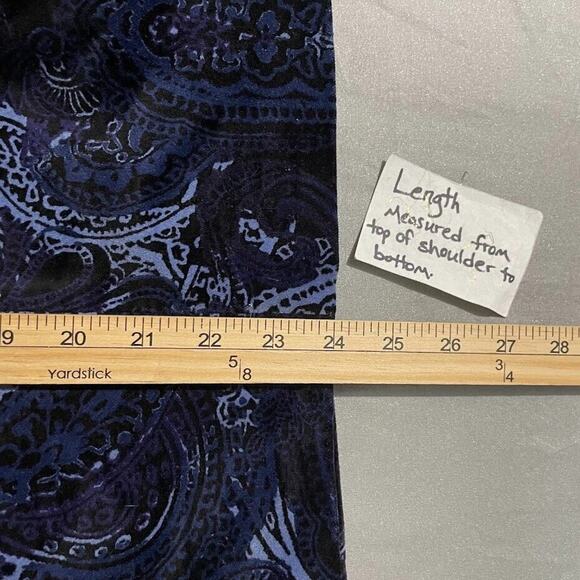 Length
Measured from
top of shoulder to
bottom.
9 20 21 22 23 24 25 26 27 28
Yardstick 5/8 3/4